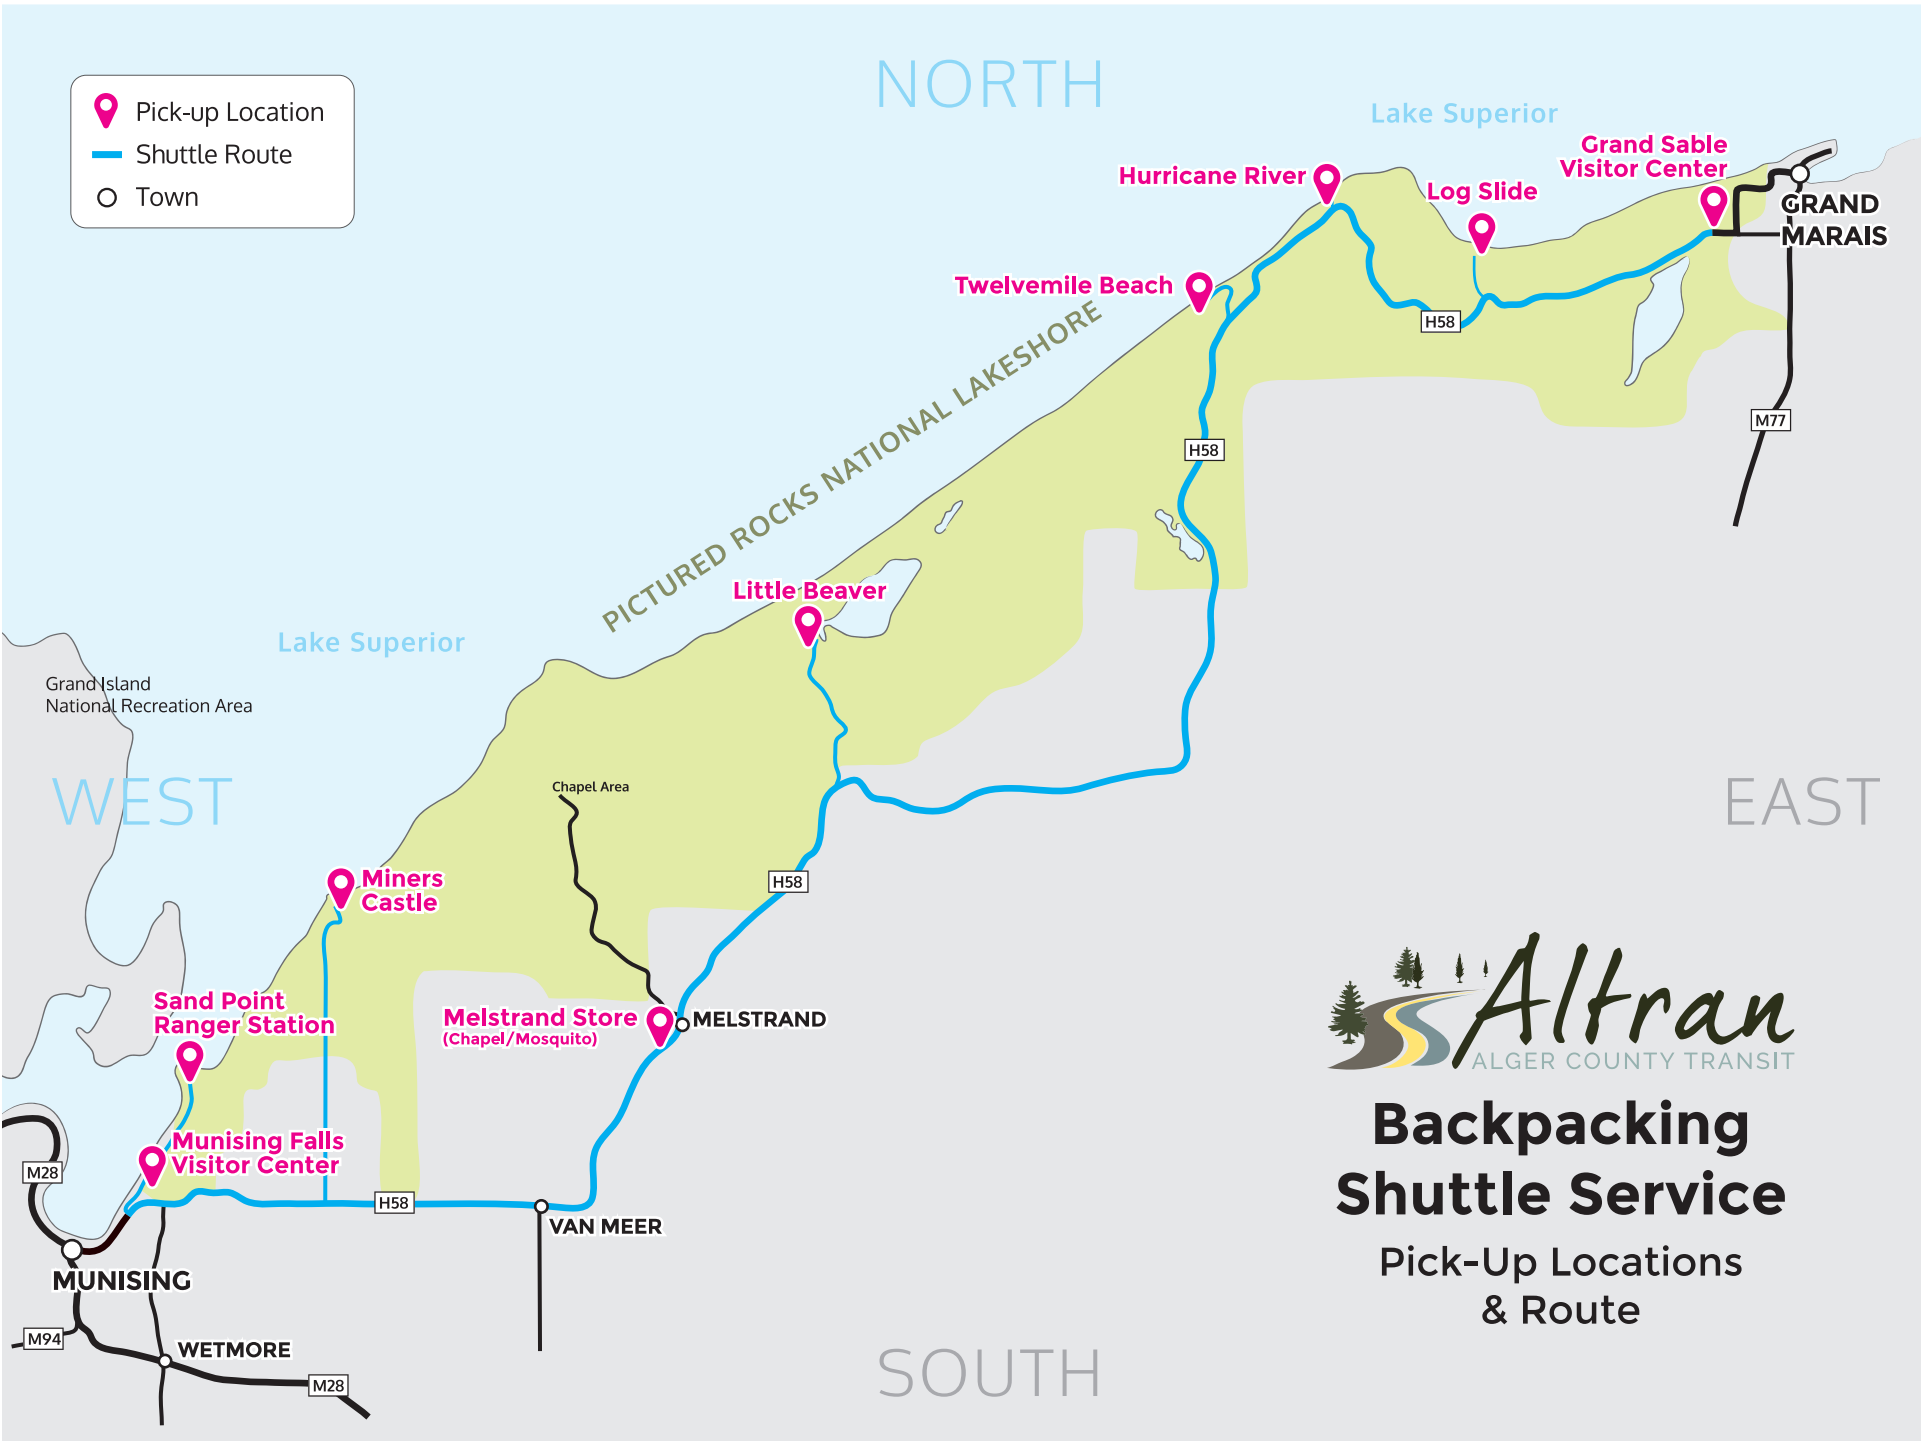 NORTH
Pick-up Location
Shuttle Route
Town
Lake Superior
Grand Sable
Visitor Center
Hurricane River
Log Slide
GRAND
MARAIS
Twelvemile Beach
H58
M77
H58
PICTURED ROCKS NATIONAL LAKESHORE
Little Beaver
Lake Superior
Grand Island
National Recreation Area
WEST
EAST
Chapel Area
Miners
Castle
H58
Sand Point
Ranger Station
Melstrand Store
(Chapel/Mosquito)
MELSTRAND
Altran
ALGER COUNTY TRANSIT
Backpacking
Shuttle Service
Pick-Up Locations
& Route
Munising Falls
Visitor Center
M28
H58
VAN MEER
MUNISING
M94
WETMORE
M28
SOUTH